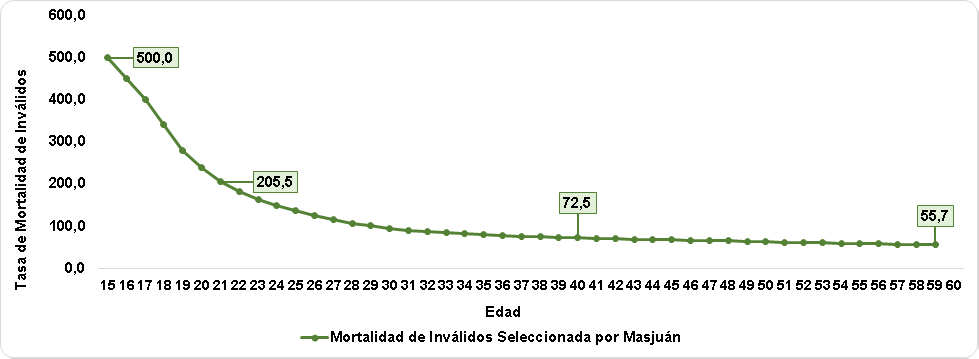 600,0
500,0
400,0
300,0
200,0
100,0
0,0
Tasa de Mortalidad de Inválidos
500,0
205,5
72,5
55,7
15 16 17 18 19 20 21 22 23 24 25 26 27 28 29 30 31 32 33 34 35 36 37 38 39 40 41 42 43 44 45 46 47 48 49 50 51 52 53 54 55 56 57 58 59 60
Edad
Mortalidad de Inválidos Seleccionada por Masjuán